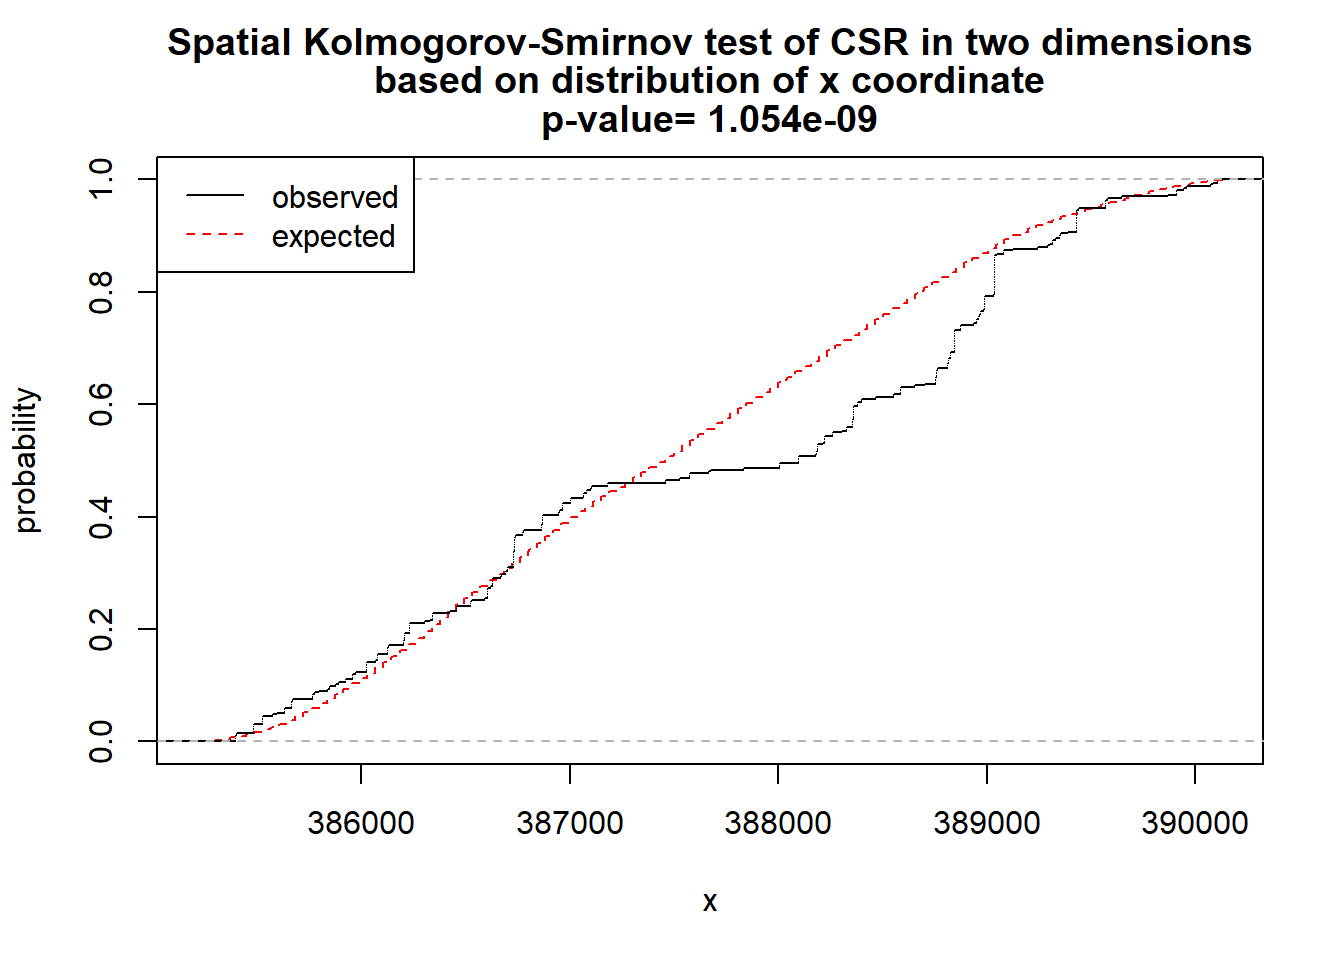 Spatial Kolmogorov-Smirnov test of CSR in two dimensions
based on distribution of x coordinate
p-value= 1.054e-09
observed
expected
probability
1.0
0.8
0.6
0.4
0.2
0.0
386000
387000
388000
389000
390000
x